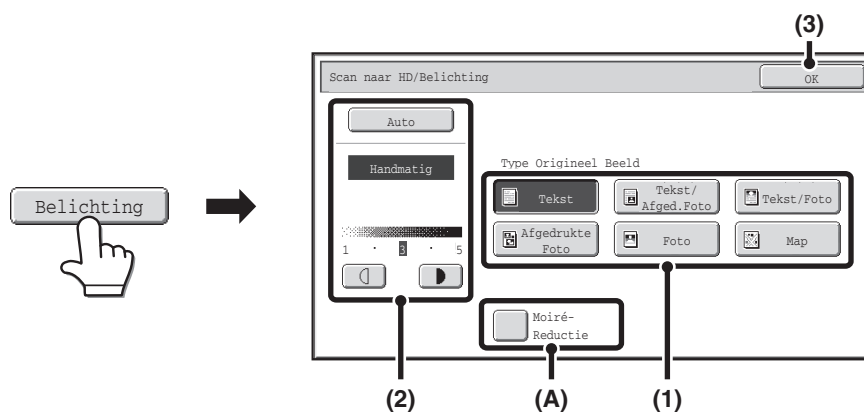 (3)
Scan naar HD/Belichting
OK
Auto
Handmatig
1 · 3 · 5
Type Origineel Beeld
Tekst
Tekst/
Afged.Foto
Tekst/Foto
Afgedrukte
Foto
Foto
Map
Moiré-
Reductie
Belichting
(2)
(A)
(1)